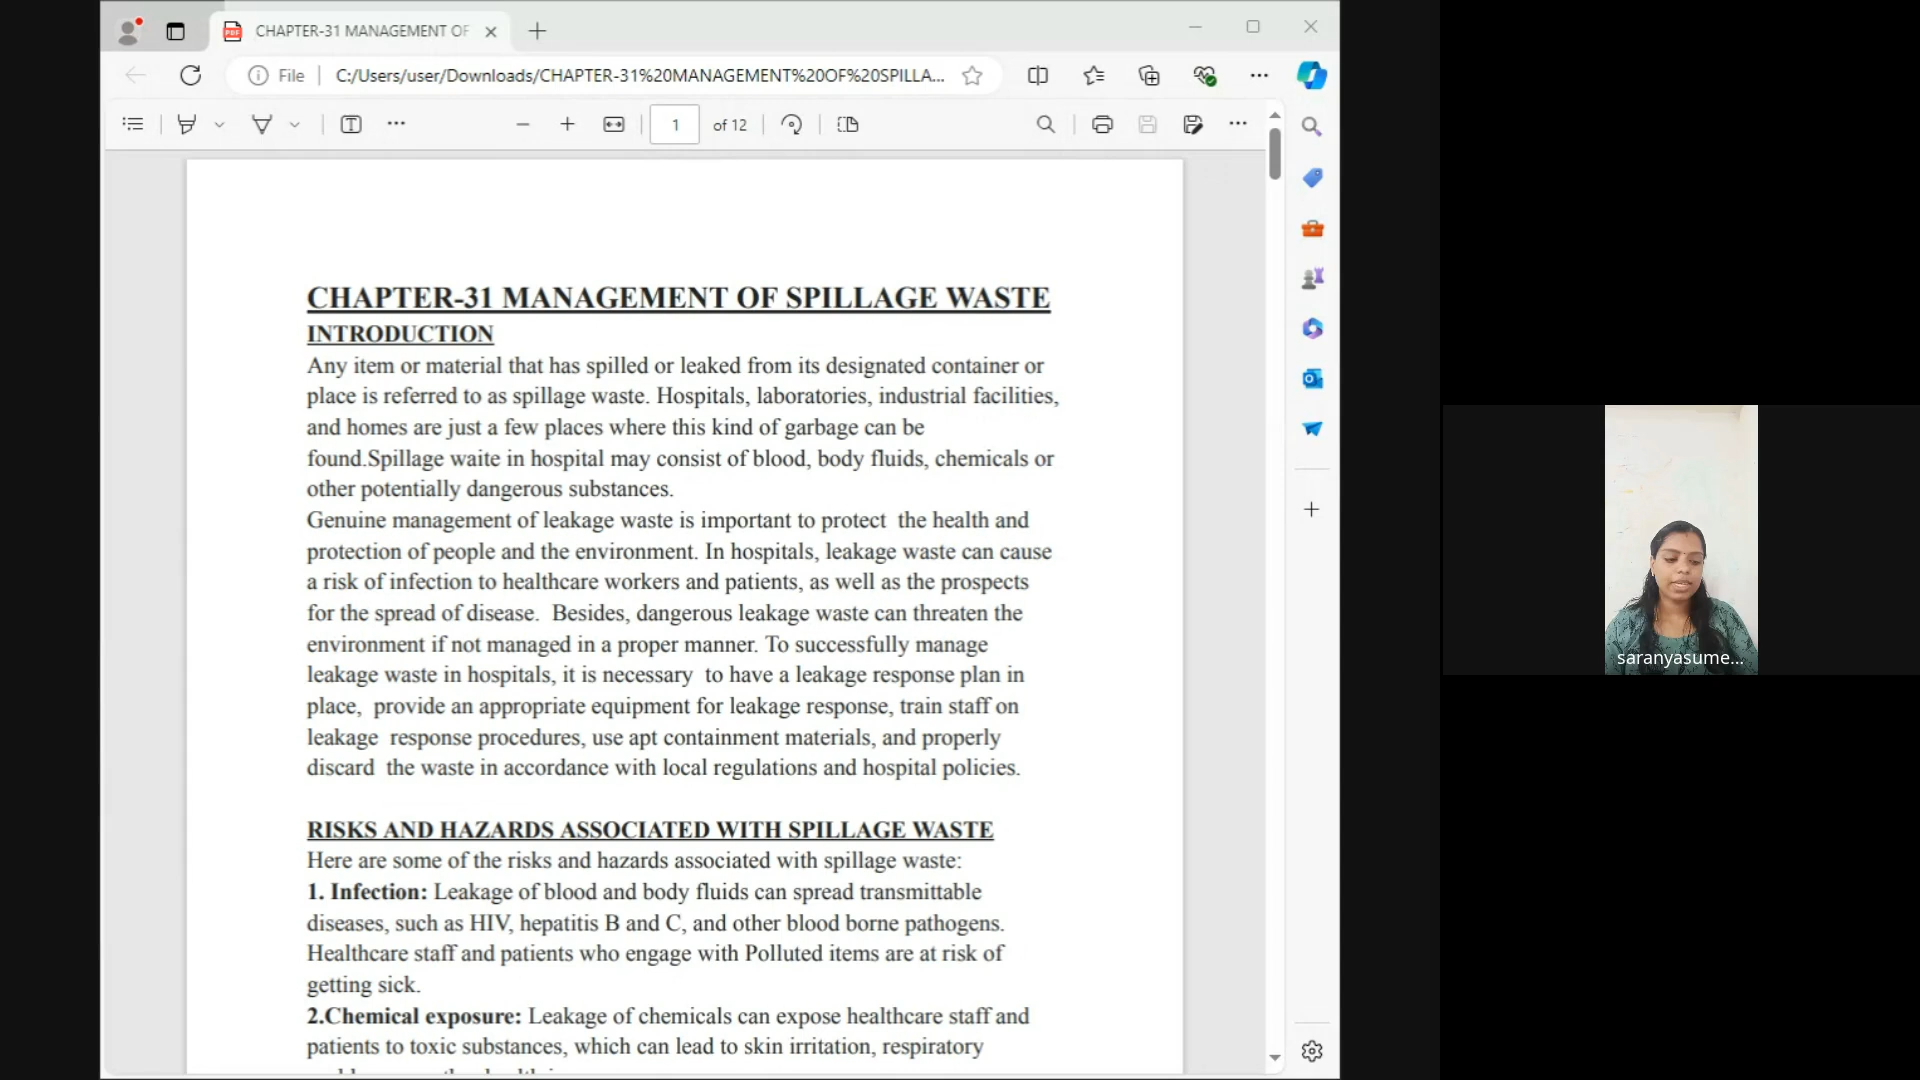 CHAPTER-31 MANAGEMENT OF
File
C:/Users/user/Downloads/CHAPTER-31%20MANAGEMENT%20OF%20SPILLA...
1 of 12
CHAPTER-31 MANAGEMENT OF SPILLAGE WASTE
INTRODUCTION
Any item or material that has spilled or leaked from its designated container or
place is referred to as spillage waste. Hospitals, laboratories, industrial facilities,
and homes are just a few places where this kind of garbage can be
found.Spillage waite in hospital may consist of blood, body fluids, chemicals or
other potentially dangerous substances.
Genuine management of leakage waste is important to protect  the health and
protection of people and the environment. In hospitals, leakage waste can cause
a risk of infection to healthcare workers and patients, as well as the prospects
for the spread of disease.  Besides, dangerous leakage waste can threaten the
environment if not managed in a proper manner. To successfully manage
leakage waste in hospitals, it is necessary  to have a leakage response plan in
place,  provide an appropriate equipment for leakage response, train staff on
leakage  response procedures, use apt containment materials, and properly
discard  the waste in accordance with local regulations and hospital policies.
RISKS AND HAZARDS ASSOCIATED WITH SPILLAGE WASTE
Here are some of the risks and hazards associated with spillage waste:
1. Infection: Leakage of blood and body fluids can spread transmittable
diseases, such as HIV, hepatitis B and C, and other blood borne pathogens.
Healthcare staff and patients who engage with Polluted items are at risk of
getting sick.
2.Chemical exposure: Leakage of chemicals can expose healthcare staff and
patients to toxic substances, which can lead to skin irritation, respiratory
saranyasume...